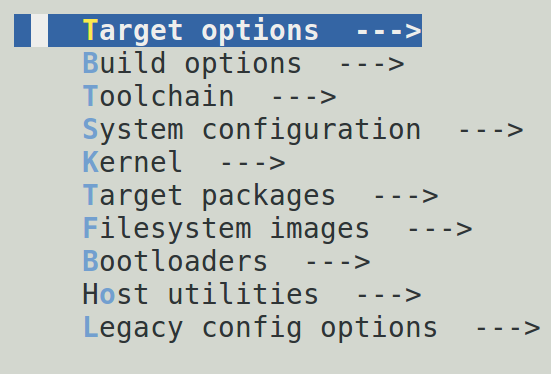 Target options  --->
Build options  --->
Toolchain  --->
System configuration  --->
Kernel  --->
Target packages  --->
Filesystem images  --->
Bootloaders  --->
Host utilities  --->
Legacy config options  --->